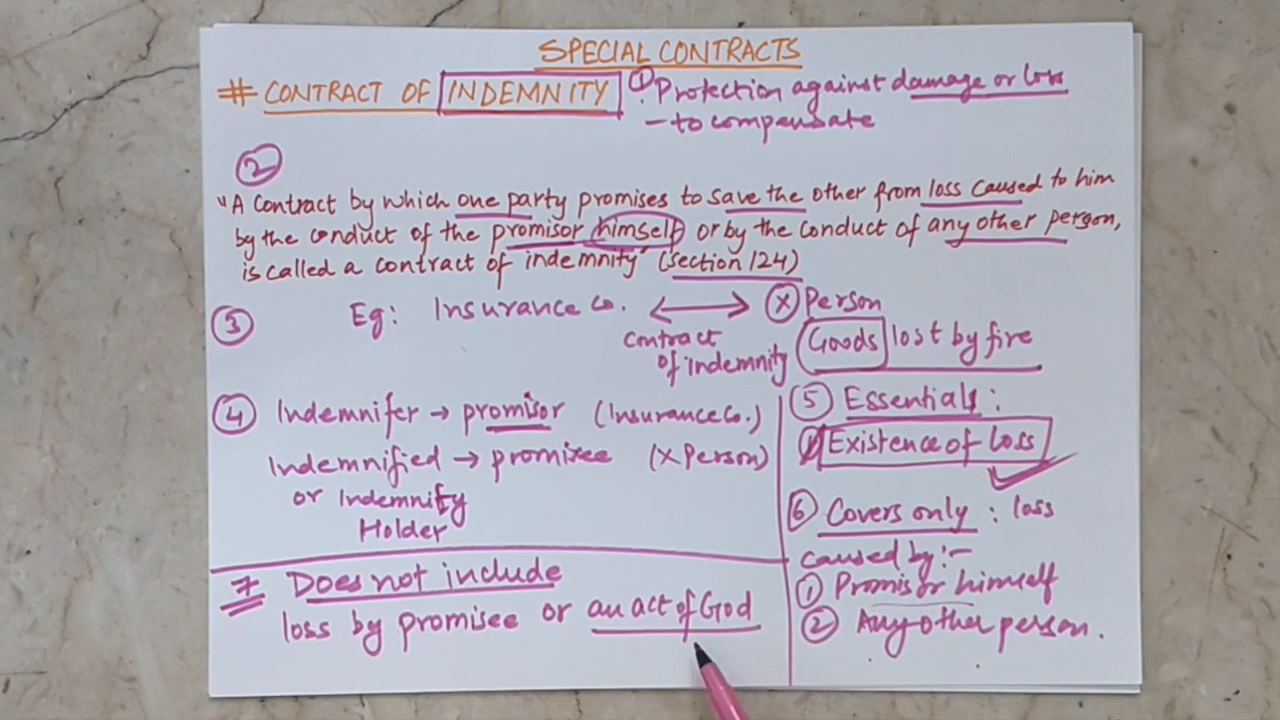 SPECIAL CONTRACTS
# CONTRACT OF INDEMNITY ① : Protection against damage or loss
- to compensate
②
"A contract by which one party promises to save the other from loss caused to him
by the conduct of the promisor himself or by the conduct of any other person,
is called a contract of indemnity" (section 124)
③ Eg: Insurance Co. ↔ X Person
contract of indemnity
Goods lost by fire
④ Indemnifer → promisor (Insurance Co.)
Indemnified → promisee (X Person)
or Indemnity
Holder
⑤ Essentials :
① Existence of loss
⑥ Covers only : loss
caused by :-
① Promisor himself
② Any other person.
7 Does not include
loss by promisee or an act of God